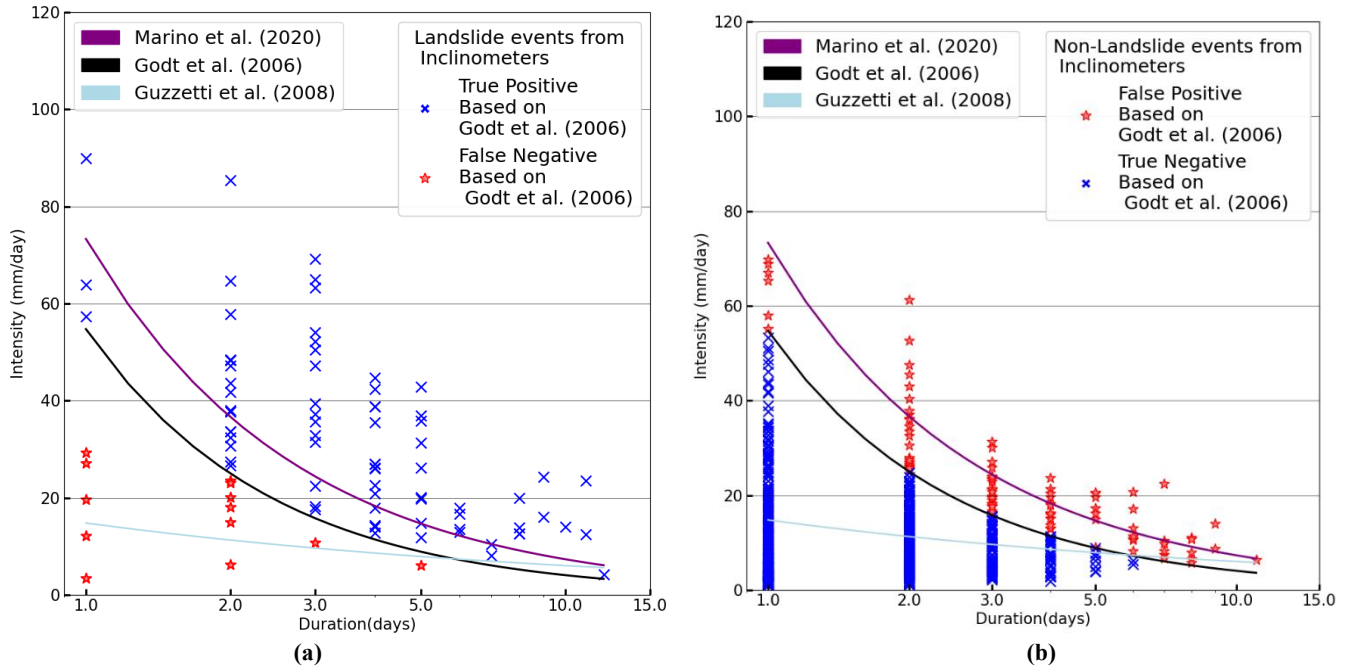 120
100
80
60
40
20
0
Intensity (mm/day)
Marino et al. (2020)
Godt et al. (2006)
Guzzetti et al. (2008)
Landslide events from
Inclinometers
True Positive
Based on
Godt et al. (2006)
False Negative
Based on
Godt et al. (2006)
1.0 2.0 3.0 5.0 10.0 15.0
Duration(days)
(a)
120
100
80
60
40
20
0
Intensity (mm/day)
Marino et al. (2020)
Godt et al. (2006)
Guzzetti et al. (2008)
Non-Landslide events from
Inclinometers
False Positive
Based on
Godt et al. (2006)
True Negative
Based on
Godt et al. (2006)
1.0 2.0 3.0 5.0 10.0 15.0
Duration(days)
(b)